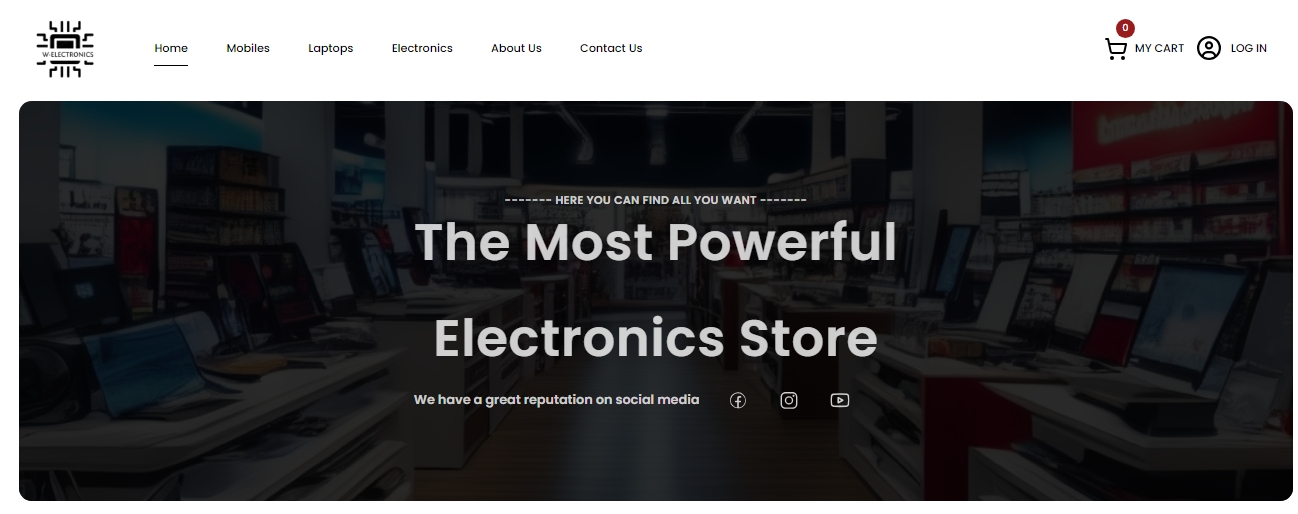 W-ELECTRONICS
Home Mobiles Laptops Electronics About Us Contact Us
0
MY CART LOG IN
------- HERE YOU CAN FIND ALL YOU WANT -------
The Most Powerful
Electronics Store
We have a great reputation on social media